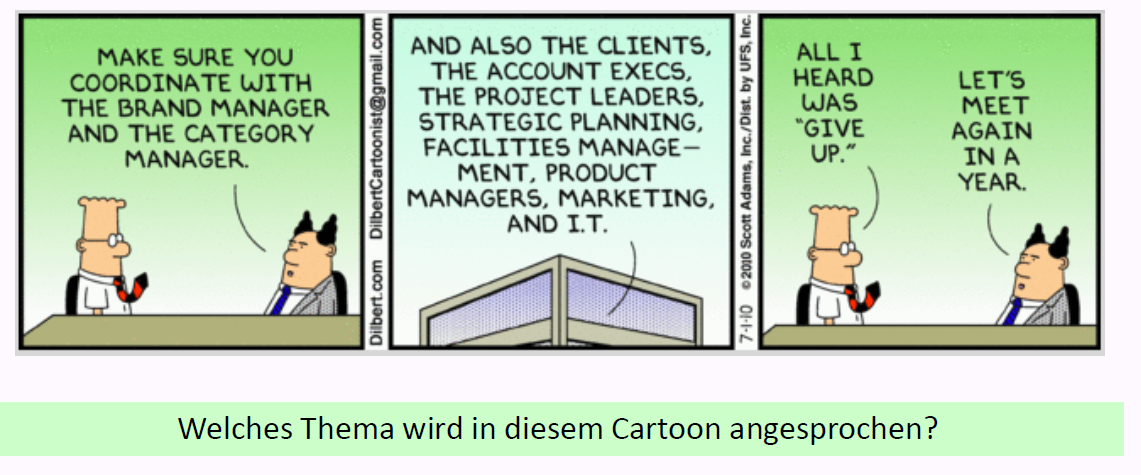 MAKE SURE YOU
COORDINATE WITH
THE BRAND MANAGER
AND THE CATEGORY
MANAGER.
Dilbert.com DilbertCartoonist@gmail.com
AND ALSO THE CLIENTS,
THE ACCOUNT EXECS,
THE PROJECT LEADERS,
STRATEGIC PLANNING,
FACILITIES MANAGE–
MENT, PRODUCT
MANAGERS, MARKETING,
AND I.T.
7-1-10 ©2010 Scott Adams, Inc./Dist. by UFS, Inc.
ALL I
HEARD
WAS
"GIVE
UP."
LET'S
MEET
AGAIN
IN A
YEAR.
Welches Thema wird in diesem Cartoon angesprochen?